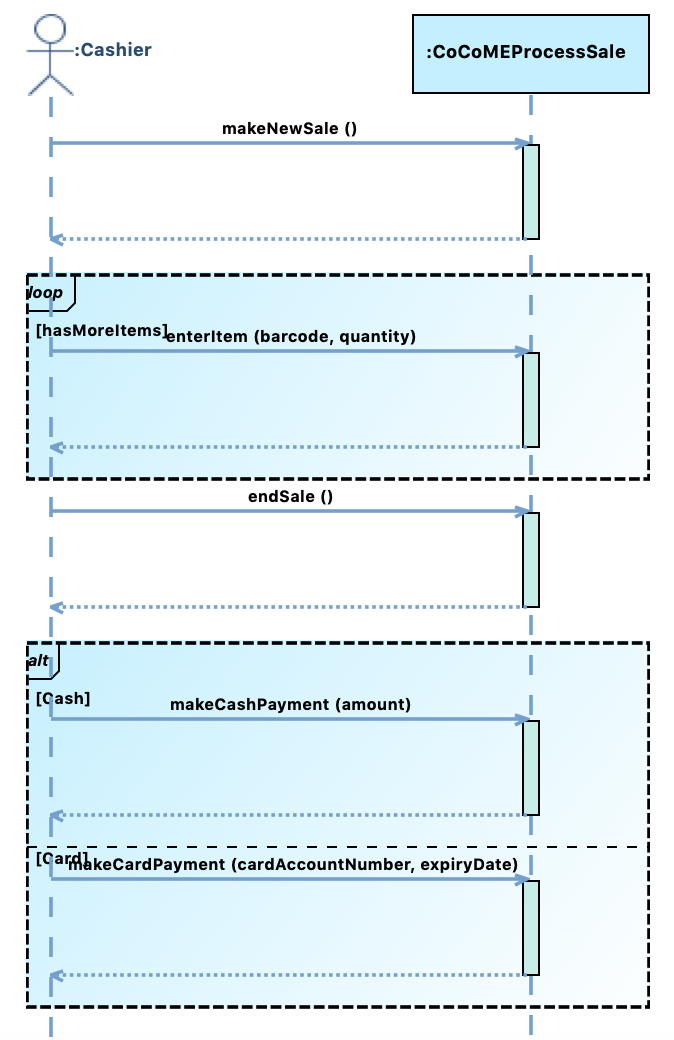 :Cashier
:CoCoMEProcessSale
makeNewSale ()
loop
[hasMoreItems]
enterItem (barcode, quantity)
endSale ()
alt
[Cash]
makeCashPayment (amount)
[Card]
makeCardPayment (cardAccountNumber, expiryDate)